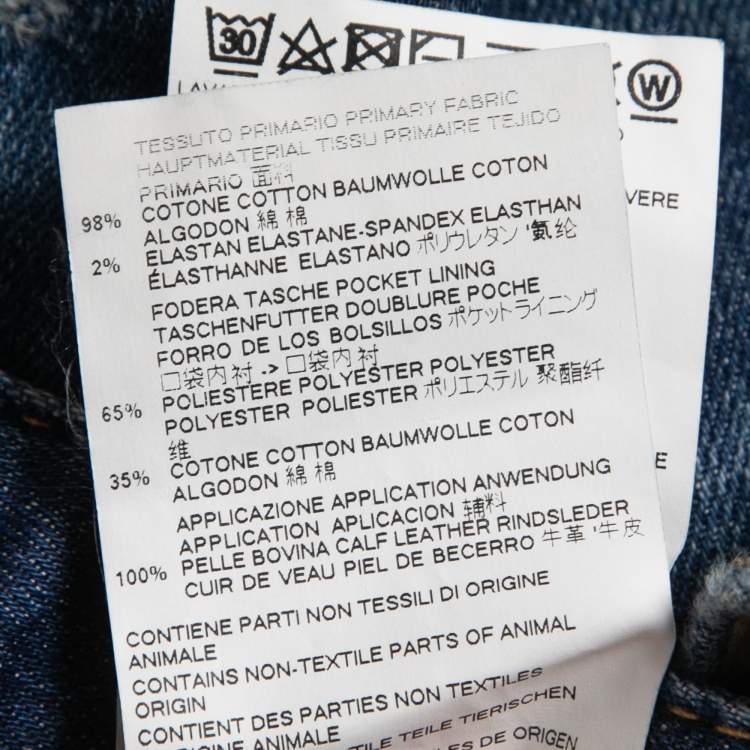 30
W
LAV
VERE
E
TESSUTO PRIMARIO PRIMARY FABRIC
HAUPTMATERIAL TISSU PRIMAIRE TEJIDO
PRIMARIO 面料
98% COTONE COTTON BAUMWOLLE COTON
ALGODON 綿 棉
2% ELASTAN ELASTANE-SPANDEX ELASTHAN
ÉLASTHANNE ELASTANO ポリウレタン '氨纶
FODERA TASCHE POCKET LINING
TASCHENFUTTER DOUBLURE POCHE
FORRO DE LOS BOLSILLOS ポケットライニング
口袋内衬 -> 口袋内衬
65% POLIESTERE POLYESTER POLYESTER
POLYESTER POLIESTER ポリエステル 聚酯纤
维
35% COTONE COTTON BAUMWOLLE COTON
ALGODON 綿 棉
APPLICAZIONE APPLICATION ANWENDUNG
APPLICATION APLICACION 辅料
100% PELLE BOVINA CALF LEATHER RINDSLEDER
CUIR DE VEAU PIEL DE BECERRO 牛革 '牛皮
CONTIENE PARTI NON TESSILI DI ORIGINE
ANIMALE
CONTAINS NON-TEXTILE PARTS OF ANIMAL
ORIGIN
CONTIENT DES PARTIES NON TEXTILES
ANIMALE
TEILE TIERISCHEN
DE ORIGEN